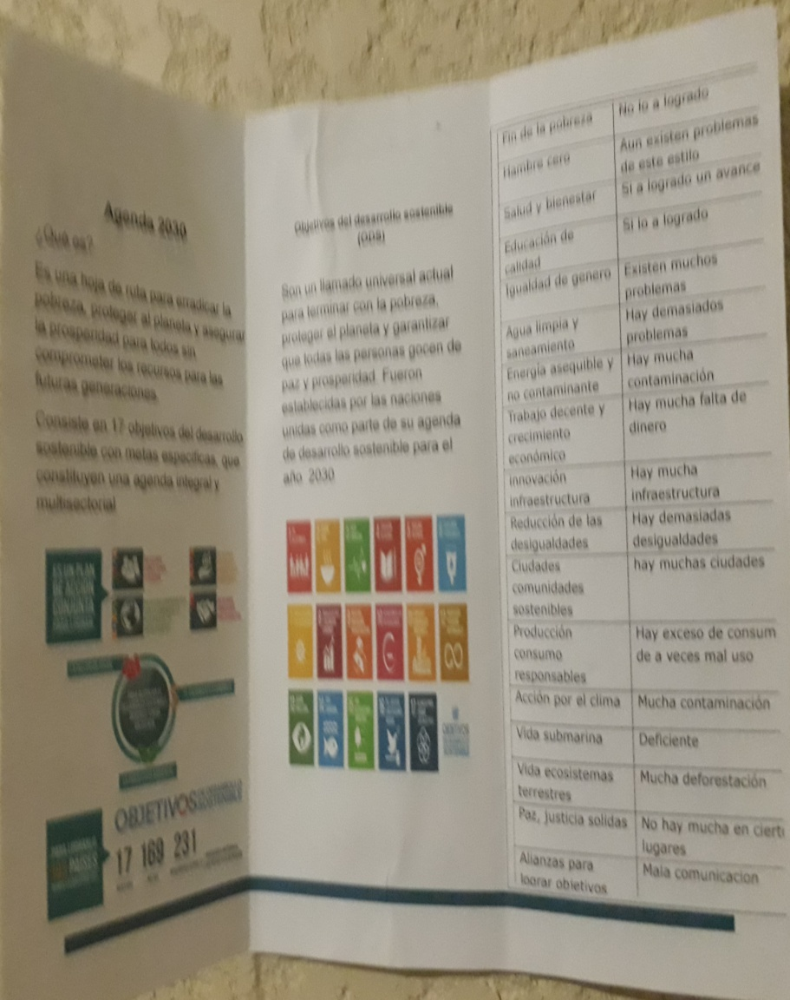 Agenda 2030
¿Qué es?
Es una hoja de ruta para erradicar la
pobreza, proteger al planeta y asegurar
la prosperidad para todos sin
comprometer los recursos para las
futuras generaciones.
Consiste en 17 objetivos del desarrollo
sostenible con metas especificas, que
constituyen una agenda integral y
multisectorial
ES UN PLAN
DE ACCIÓN
CONJUNTA
OBJETIVOS
17 169 231
Objetivos del desarrollo sostenible
(ODS)
Son un llamado universal actual
para terminar con la pobreza,
proteger el planeta y garantizar
que todas las personas gocen de
paz y prosperidad. Fueron
establecidas por las naciones
unidas como parte de su agenda
de desarrollo sostenible para el
año 2030
Fin de la pobreza
No lo a logrado
Hambre cero
Aun existen problemas
de este estilo
Salud y bienestar
Si a logrado un avance
Educación de
calidad
Si lo a logrado
Igualdad de genero
Existen muchos
problemas
Agua limpia y
saneamiento
Hay demasiados
problemas
Energía asequible y
no contaminante
Hay mucha
contaminación
Trabajo decente y
crecimiento
económico
Hay mucha falta de
dinero
innovación
infraestructura
Hay mucha
infraestructura
Reducción de las
desigualdades
Hay demasiadas
desigualdades
Ciudades
comunidades
sostenibles
hay muchas ciudades
Producción
consumo
responsables
Hay exceso de consum
de a veces mal uso
Acción por el clima
Mucha contaminación
Vida submarina
Deficiente
Vida ecosistemas
terrestres
Mucha deforestación
Paz, justicia solidas
No hay mucha en ciert
lugares
Alianzas para
lograr objetivos
Mala comunicacion